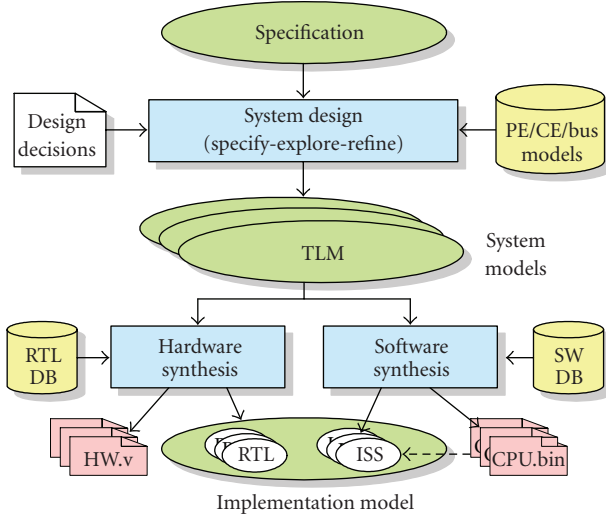 Specification
Design
decisions
System design
(specify-explore-refine)
PE/CE/bus
models
TLM
System
models
RTL
DB
Hardware
synthesis
Software
synthesis
SW
DB
HW.v
RTL
ISS
CPU.bin
Implementation model